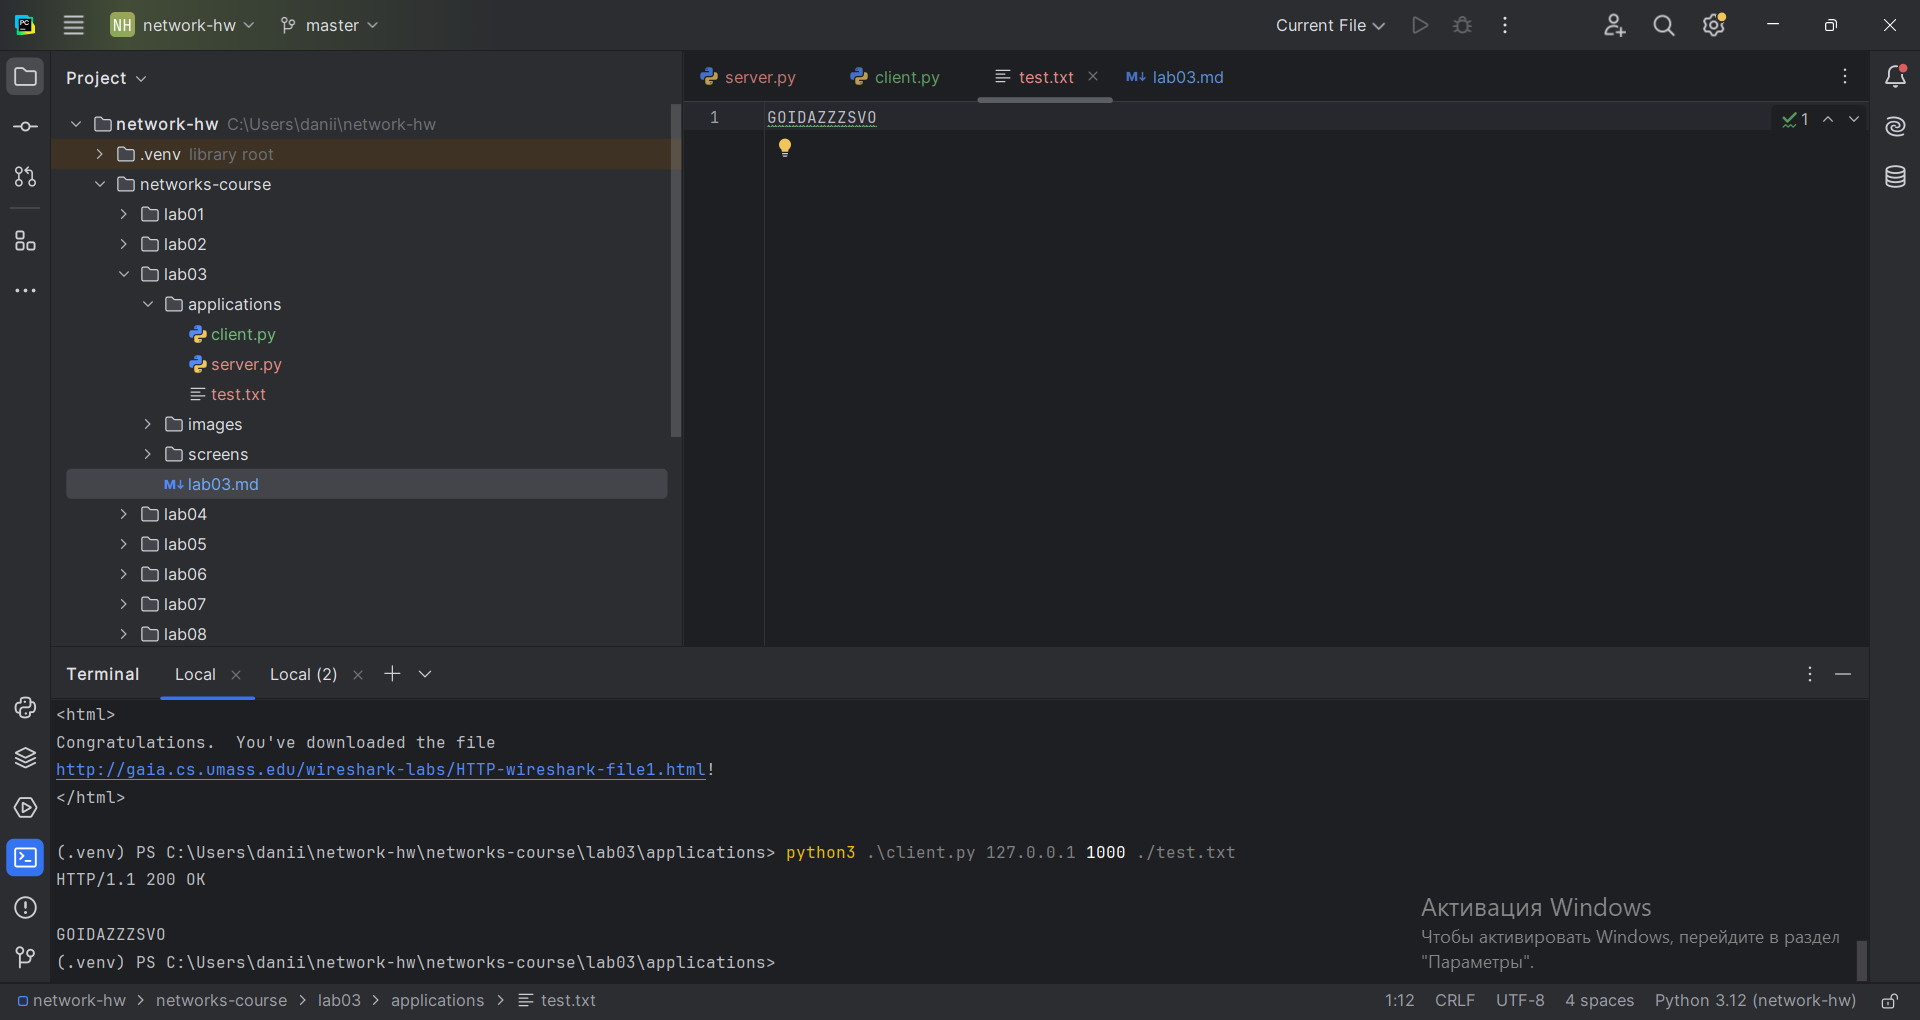 NH network-hw master Current File
Project
server.py client.py test.txt M↓ lab03.md
network-hw C:\Users\danii\network-hw
.venv library root
networks-course
lab01
lab02
lab03
applications
client.py
server.py
test.txt
images
screens
M↓ lab03.md
lab04
lab05
lab06
lab07
lab08
1 GOIDAZZZSVO
1
Terminal Local Local (2)
<html>
Congratulations.  You've downloaded the file
http://gaia.cs.umass.edu/wireshark-labs/HTTP-wireshark-file1.html!
</html>
(.venv) PS C:\Users\danii\network-hw\networks-course\lab03\applications> python3 .\client.py 127.0.0.1 1000 ./test.txt
HTTP/1.1 200 OK
GOIDAZZZSVO
(.venv) PS C:\Users\danii\network-hw\networks-course\lab03\applications>
Активация Windows
Чтобы активировать Windows, перейдите в раздел
"Параметры".
network-hw > networks-course > lab03 > applications > test.txt
1:12 CRLF UTF-8 4 spaces Python 3.12 (network-hw)